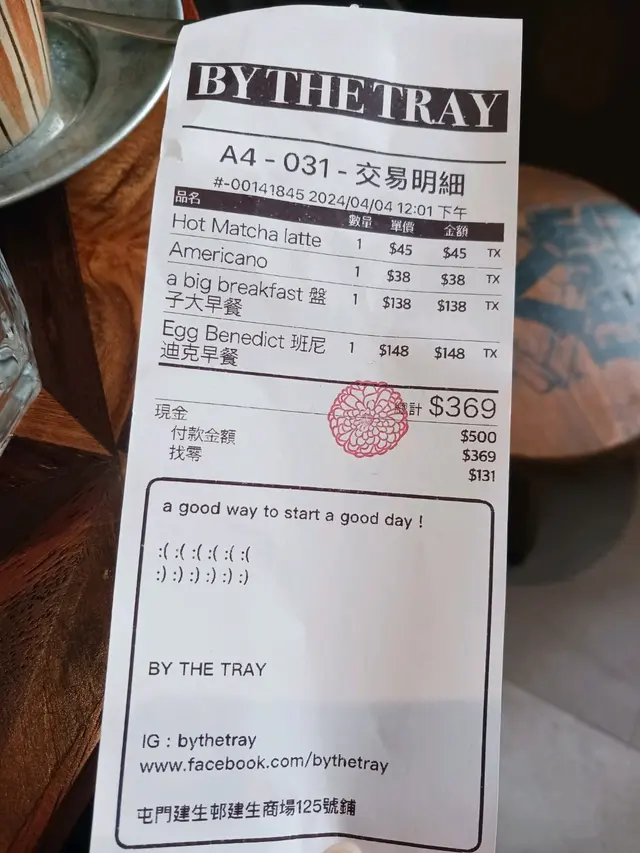 BY THE TRAY
A4 - 031 - 交易明細
#-00141845 2024/04/04 12:01 下午
品名 數量 單價 金額
Hot Matcha latte 1 $45 $45 TX
Americano 1 $38 $38 TX
a big breakfast 盤 1 $138 $138 TX
子大早餐
Egg Benedict 班尼 1 $148 $148 TX
迪克早餐
總計 $369
現金 $500
付款金額 $369
找零 $131
a good way to start a good day !
:( :( :( :( :( :(
:) :) :) :) :) :)
BY THE TRAY
IG : bythetray
www.facebook.com/bythetray
屯門建生邨建生商場125號鋪